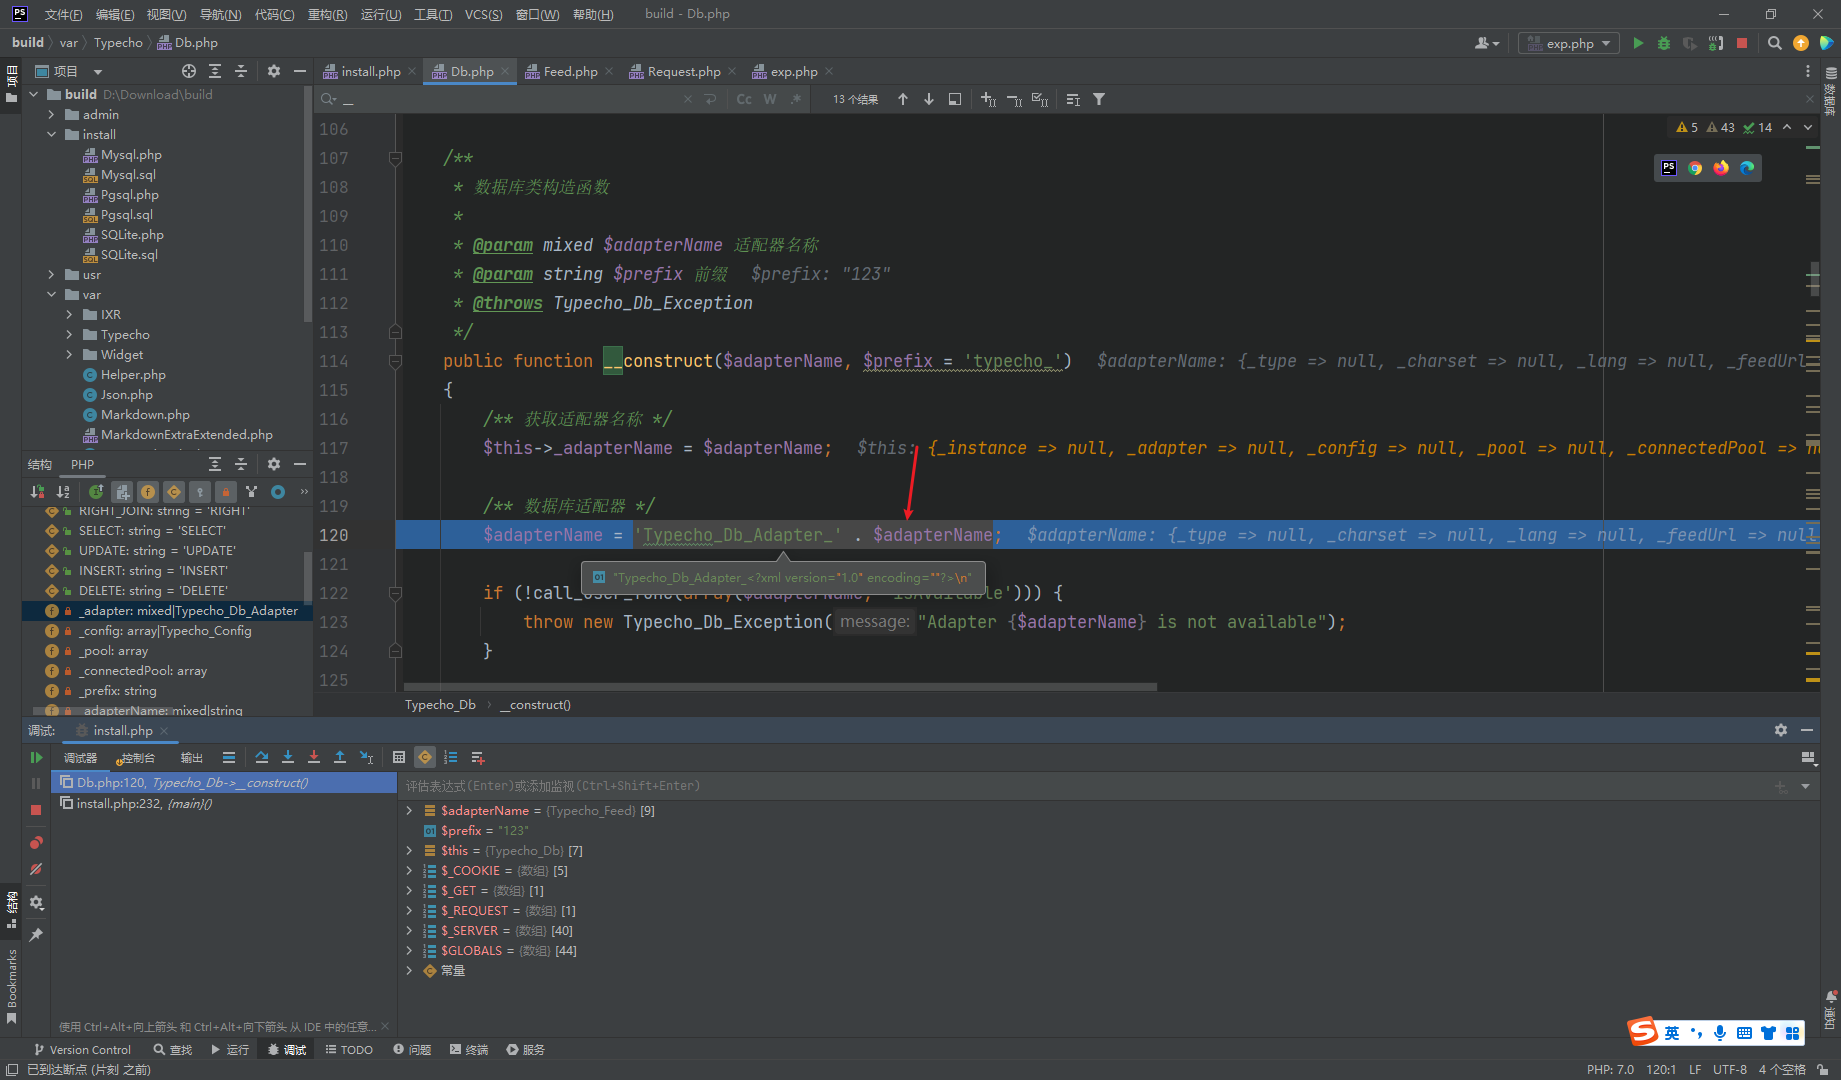 PS 文件(F) 编辑(E) 视图(V) 导航(N) 代码(C) 重构(R) 运行(U) 工具(T) VCS(S) 窗口(W) 帮助(H) build - Db.php
build var Typecho Db.php
exp.php
项目
项目
install.php
Db.php
Feed.php
Request.php
exp.php
数据库
build D:\Download\build
admin
install
Mysql.php
Mysql.sql
Pgsql.php
Pgsql.sql
SQLite.php
SQLite.sql
usr
var
IXR
Typecho
Widget
Helper.php
Json.php
Markdown.php
MarkdownExtraExtended.php
__
Cc W .*
13 个结果
5 43 14
106
107 /**
108 * 数据库类构造函数
109 *
110 * @param mixed $adapterName 适配器名称
111 * @param string $prefix 前缀 $prefix: "123"
112 * @throws Typecho_Db_Exception
113 */
114 public function __construct($adapterName, $prefix = 'typecho_') $adapterName: {_type => null, _charset => null, _lang => null, _feedUrl
115 {
116 /** 获取适配器名称 */
117 $this->_adapterName = $adapterName; $this: {_instance => null, _adapter => null, _config => null, _pool => null, _connectedPool =>
118
119 /** 数据库适配器 */
120 $adapterName = 'Typecho_Db_Adapter_' . $adapterName; $adapterName: {_type => null, _charset => null, _lang => null, _feedUrl => null
121
"Typecho_Db_Adapter_<?xml version="1.0" encoding=""?>\n"
122 if (!call_user_func(array($adapterName, 'isAvailable'))) {
123 throw new Typecho_Db_Exception( message: "Adapter {$adapterName} is not available");
124 }
125
Typecho_Db __construct()
结构 PHP
RIGHT_JOIN: string = 'RIGHT'
SELECT: string = 'SELECT'
UPDATE: string = 'UPDATE'
INSERT: string = 'INSERT'
DELETE: string = 'DELETE'
_adapter: mixed|Typecho_Db_Adapter
_config: array|Typecho_Config
_pool: array
_connectedPool: array
_prefix: string
_adapterName: mixed|string
调试: install.php
调试器 控制台 输出
Db.php:120, Typecho_Db->__construct()
install.php:232, {main}()
评估表达式(Enter)或添加监视(Ctrl+Shift+Enter)
$adapterName = {Typecho_Feed} [9]
$prefix = "123"
$this = {Typecho_Db} [7]
$_COOKIE = {数组} [5]
$_GET = {数组} [1]
$_REQUEST = {数组} [1]
$_SERVER = {数组} [40]
$GLOBALS = {数组} [44]
常量
结构
Bookmarks
通知
使用 Ctrl+Alt+向上箭头 和 Ctrl+Alt+向下箭头 从 IDE 中的任意...
英
Version Control 查找 运行 调试 TODO 问题 终端 服务
已到达断点 (片刻 之前)
PHP: 7.0 120:1 LF UTF-8 4 个空格